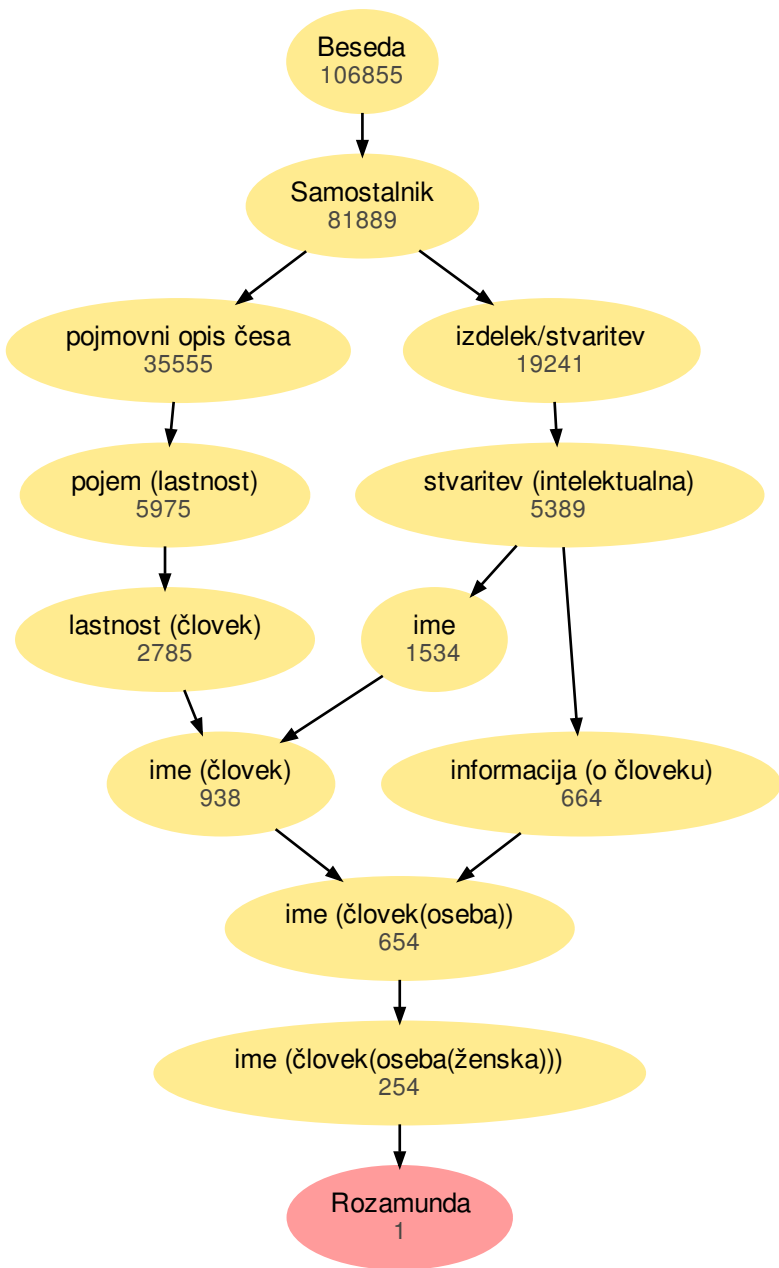 Beseda
106855
Samostalnik
81889
pojmovni opis česa
35555
izdelek/stvaritev
19241
pojem (lastnost)
5975
stvaritev (intelektualna)
5389
lastnost (človek)
2785
ime
1534
ime (človek)
938
informacija (o človeku)
664
ime (človek(oseba))
654
ime (človek(oseba(ženska)))
254
Rozamunda
1